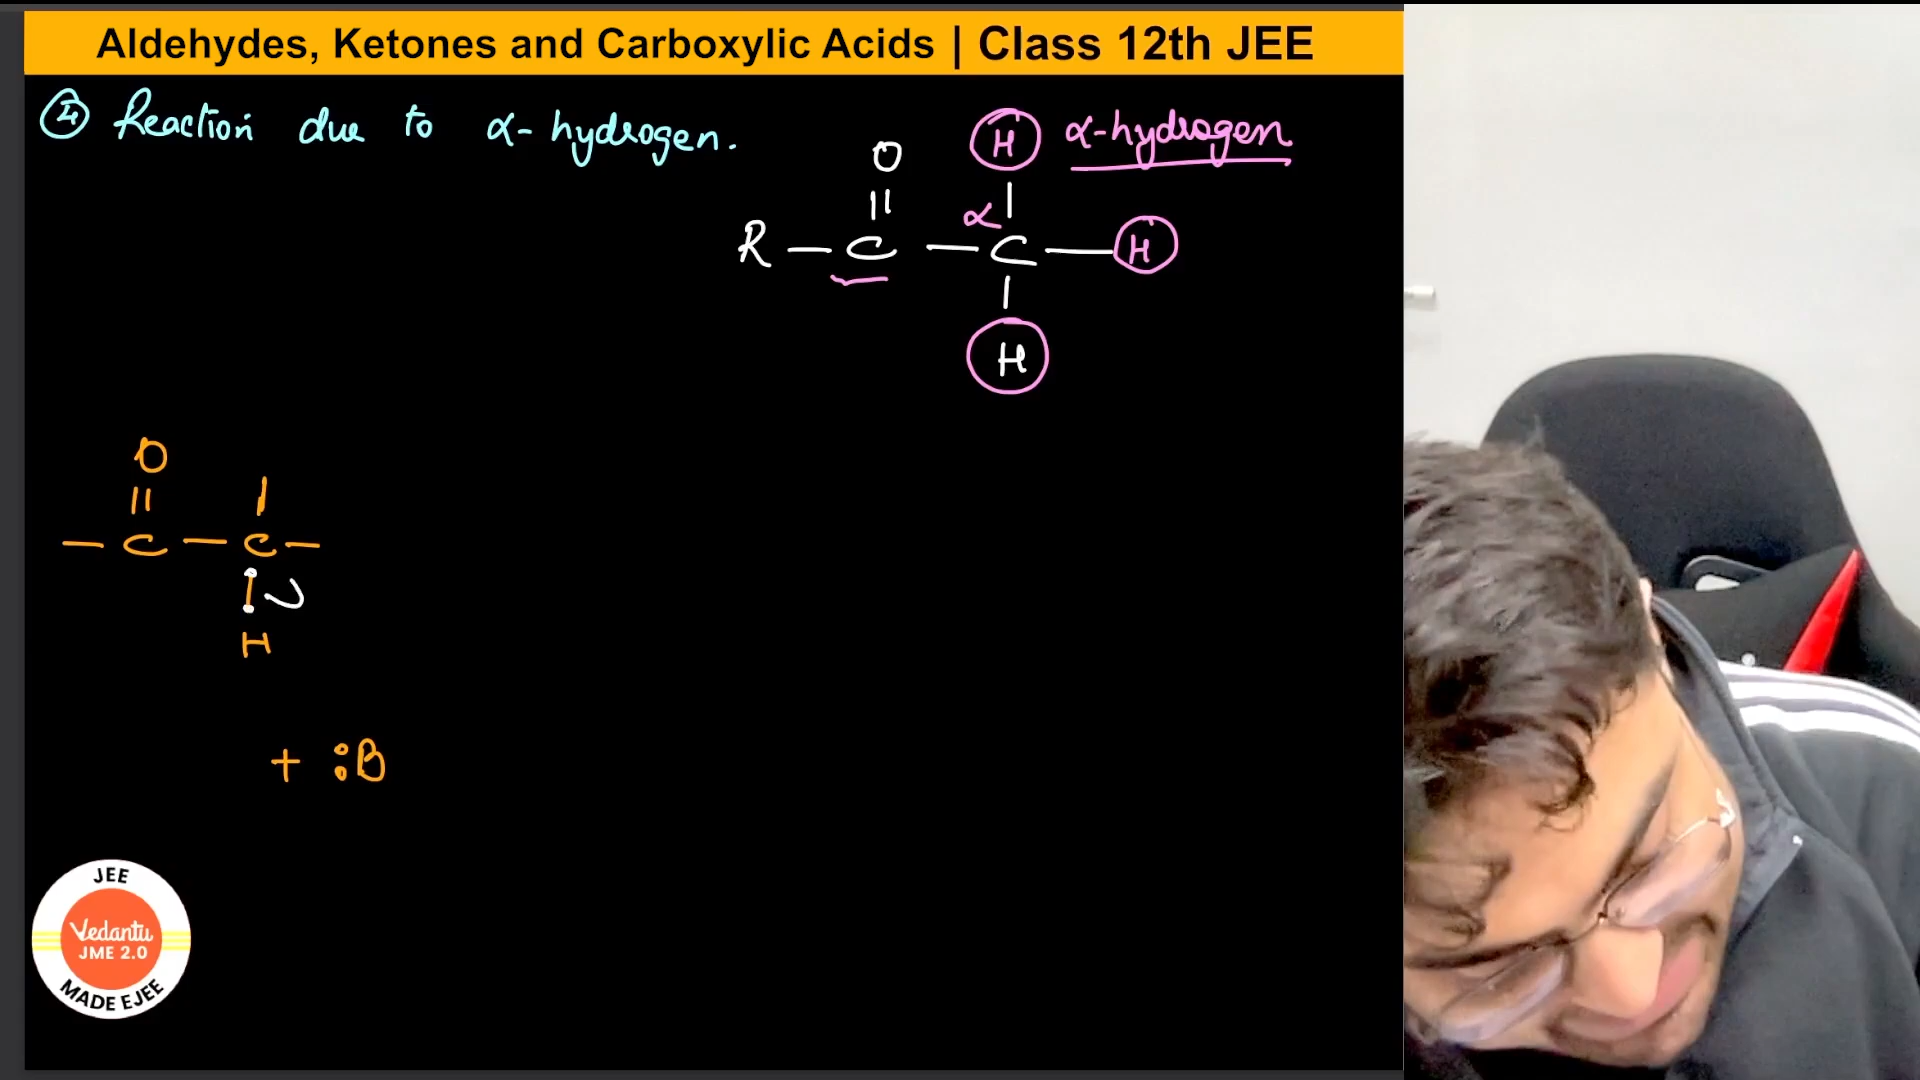 Aldehydes, Ketones and Carboxylic Acids | Class 12th JEE
④ Reaction due to α-hydrogen.
H α-hydrogen
O
||
|
α
R — C — C — H
|
H
O
|| |
— C — C —
H
+ :B
JEE
Vedantu
JME 2.0
MADE EJEE